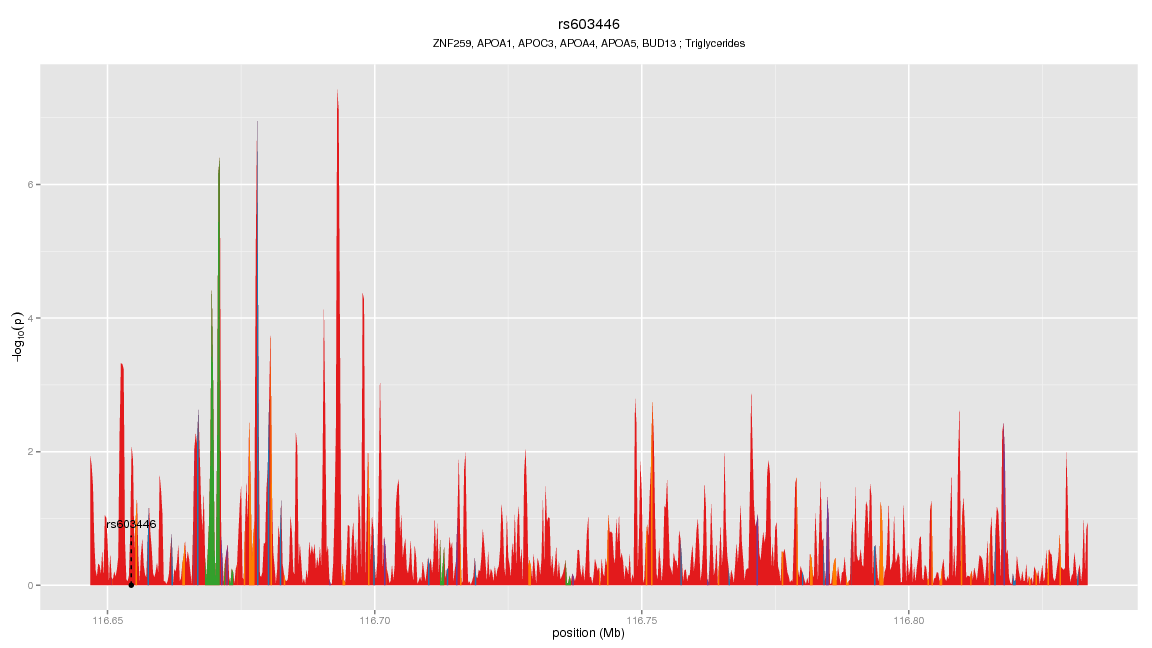 rs603446
ZNF259, APOA1, APOC3, APOA4, APOA5, BUD13 ; Triglycerides
−log10(p)
6
4
2
0
rs603446
116.65 116.70 116.75 116.80
position (Mb)